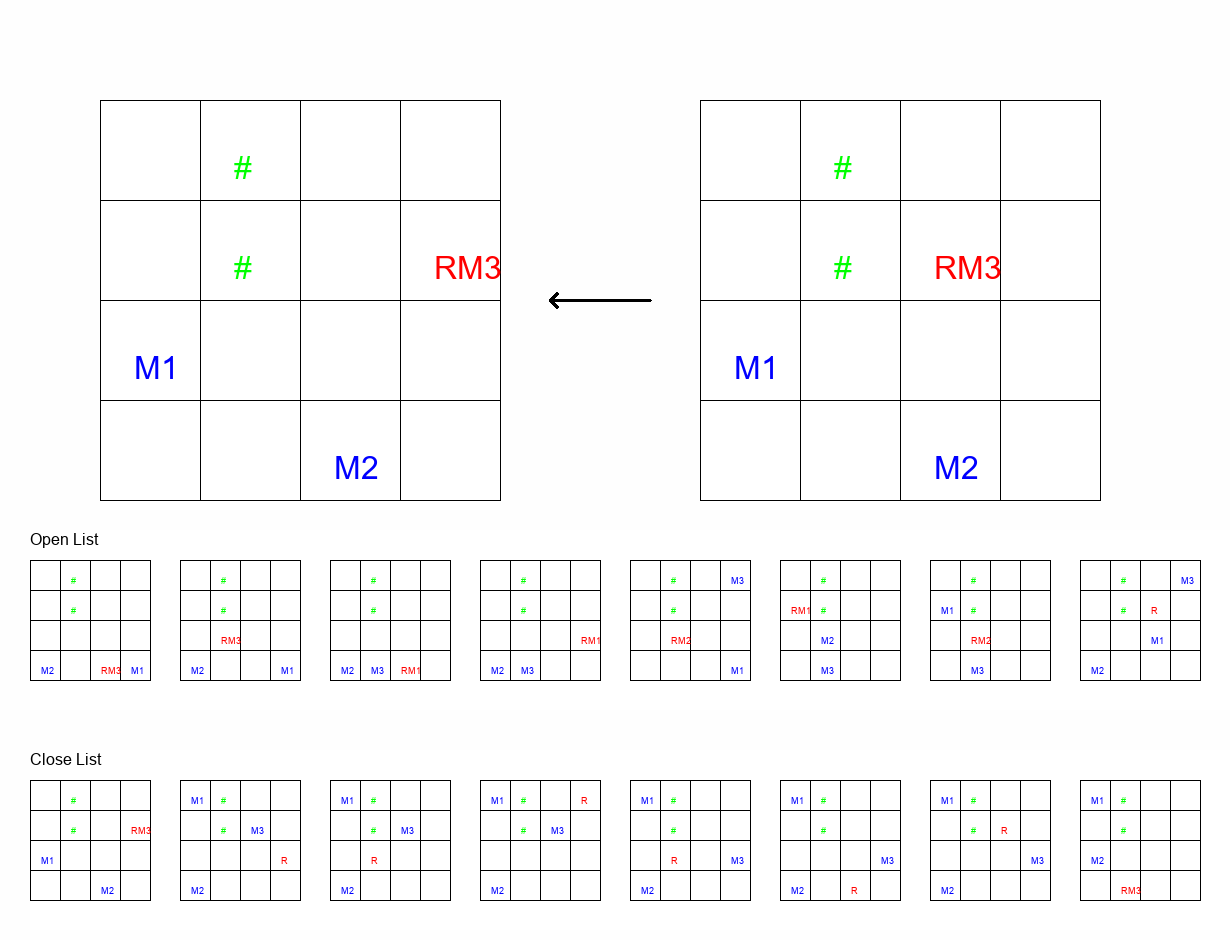 # #
# RM3 # RM3
M1 M1
M2 M2
Open List
# # # # # M3 # # # M3
# # # # # RM1 # M1 # # R
RM3 RM1 RM2 M2 RM2 M1
M2 RM3 M1 M2 M1 M2 M3 RM1 M2 M3 M1 M3 M3 M2
Close List
# M1 # M1 # M1 # R M1 # M1 # M1 # M1 #
# RM3 # M3 # M3 # M3 # # # R #
M1 R R R M3 M3 M3 M2
M2 M2 M2 M2 M2 M2 R M2 RM3